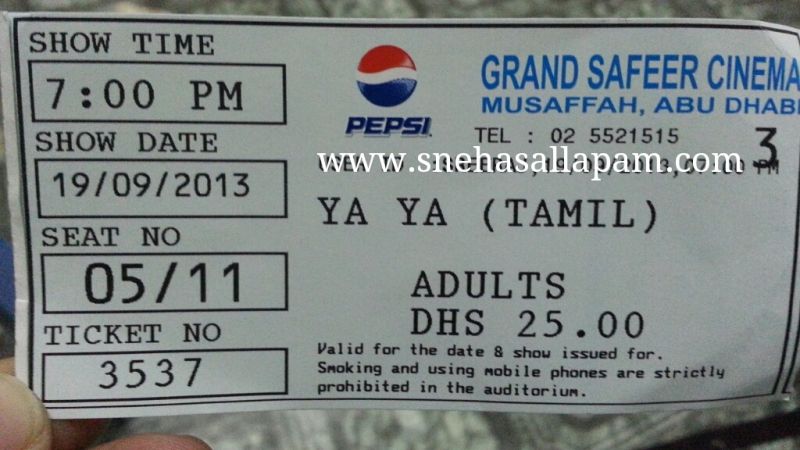 SHOW TIME
7:00 PM
SHOW DATE
19/09/2013
SEAT NO
05/11
TICKET NO
3537
PEPSI
GRAND SAFEER CINEMA
MUSAFFAH, ABU DHABI
TEL : 02 5521515
3
www.snehasallapam.com
PM
YA YA (TAMIL)
ADULTS
DHS 25.00
Valid for the date & show issued for.
Smoking and using mobile phones are strictly
prohibited in the auditorium.